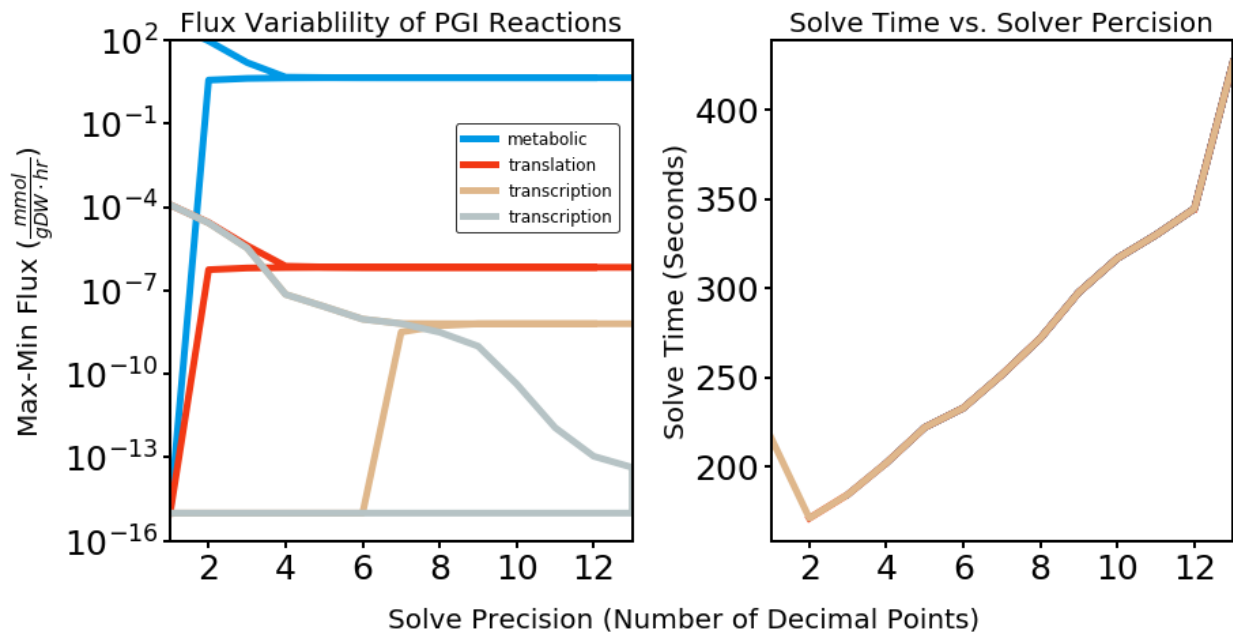 Flux Variablility of PGI Reactions
10^2
10^-1
10^-4
10^-7
10^-10
10^-13
10^-16
Max-Min Flux (mmol/gDW·hr)
metabolic
translation
transcription
transcription
2 4 6 8 10 12
Solve Time vs. Solver Percision
400
350
300
250
200
Solve Time (Seconds)
2 4 6 8 10 12
Solve Precision (Number of Decimal Points)